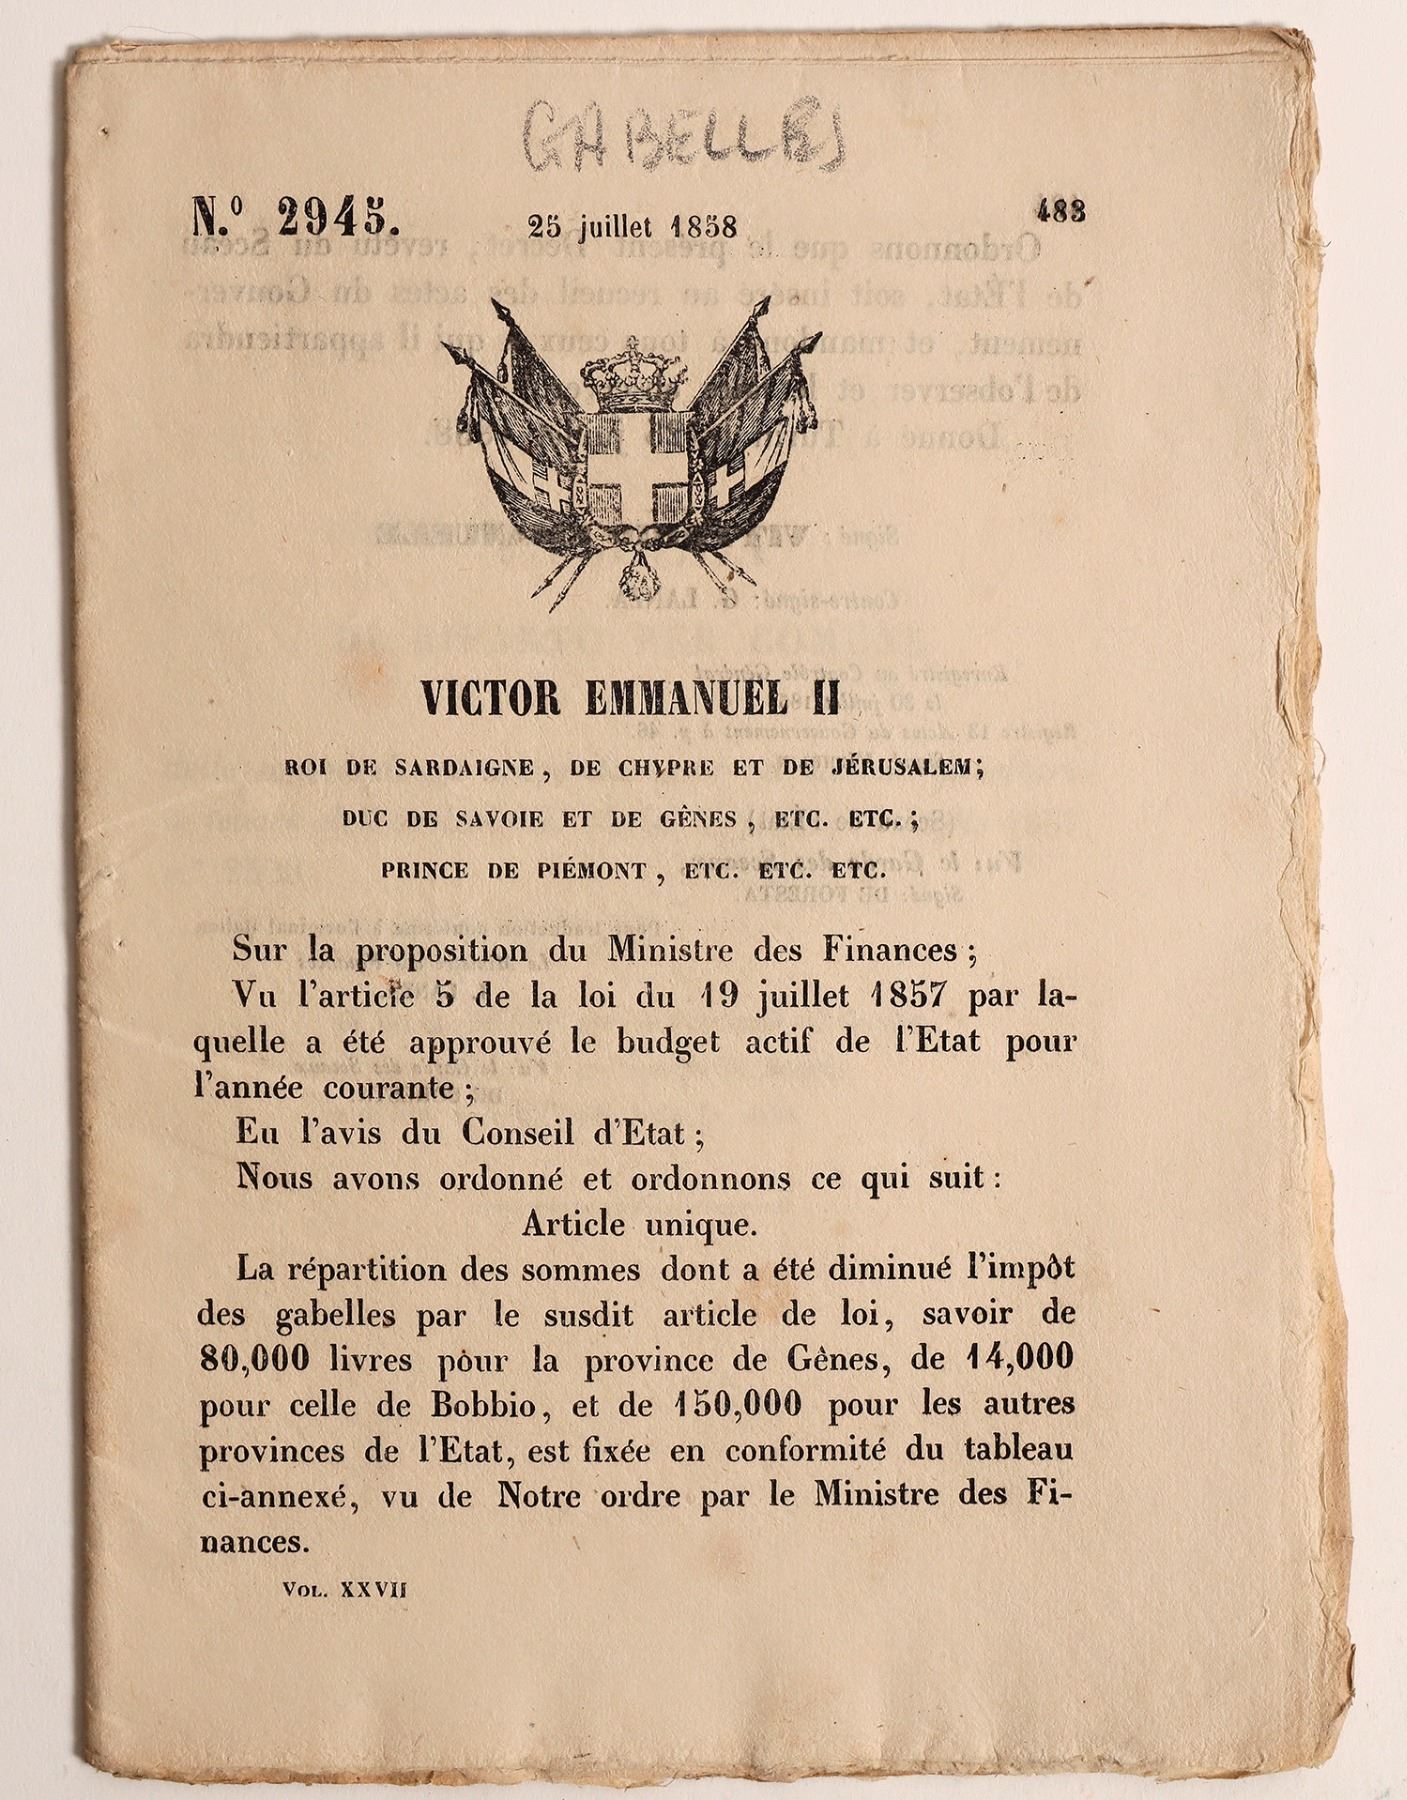 GABELLES
N.º 2945. 25 juillet 1858 483
VICTOR EMMANUEL II
ROI DE SARDAIGNE, DE CHYPRE ET DE JÉRUSALEM;
DUC DE SAVOIE ET DE GÊNES, ETC. ETC.;
PRINCE DE PIÉMONT, ETC. ETC. ETC.
Sur la proposition du Ministre des Finances;
Vu l'article 5 de la loi du 19 juillet 1857 par la-
quelle a été approuvé le budget actif de l'Etat pour
l'année courante;
Eu l'avis du Conseil d'Etat;
Nous avons ordonné et ordonnons ce qui suit:
Article unique.
La répartition des sommes dont a été diminué l'impôt
des gabelles par le susdit article de loi, savoir de
80,000 livres pour la province de Gênes, de 14,000
pour celle de Bobbio, et de 150,000 pour les autres
provinces de l'Etat, est fixée en conformité du tableau
ci-annexé, vu de Notre ordre par le Ministre des Fi-
nances.
VOL. XXVII